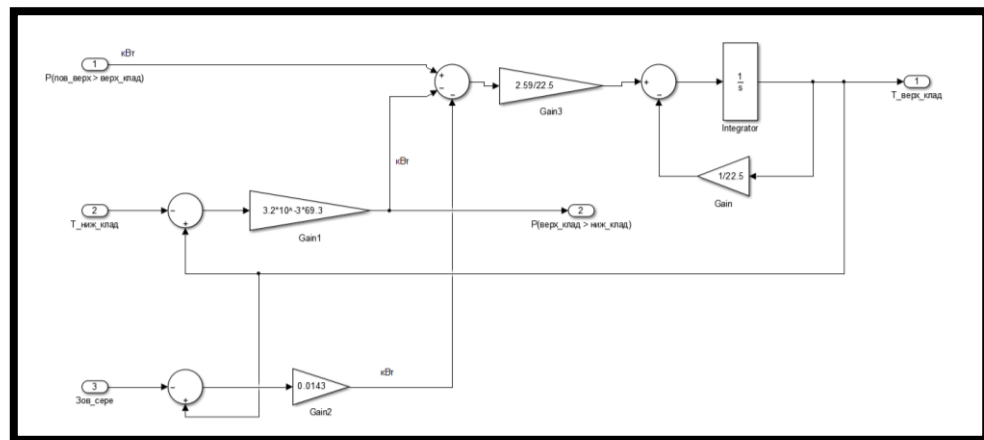 кВт
1
P(пов_верх > верх_клад)
+
−
−
2.59/22.5
Gain3
+
−
1
s
Integrator
1
T_верх_клад
кВт
1/22.5
Gain
2
T_ниж_клад
−
+
3.2*10^-3*69.3
Gain1
2
P(верх_клад > ниж_клад)
3
Зов_сере
−
+
0.0143
Gain2
кВт